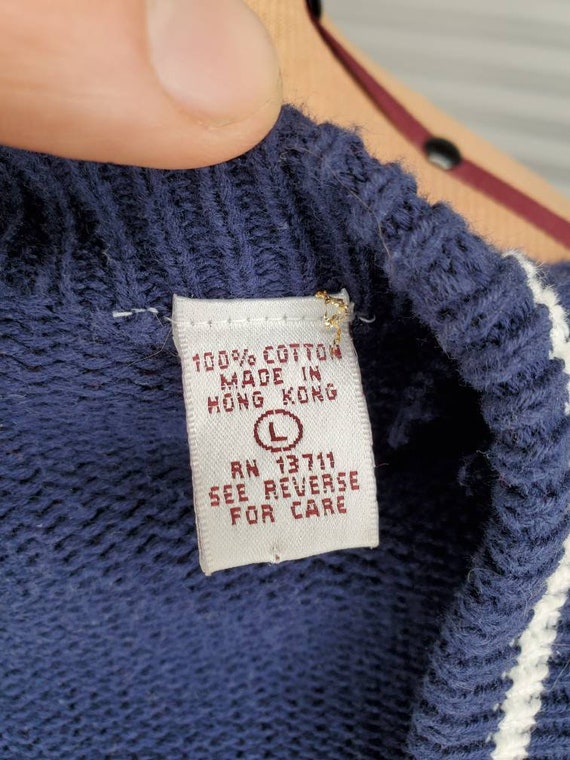 100% COTTON
MADE IN
HONG KONG
L
RN 13711
SEE REVERSE
FOR CARE